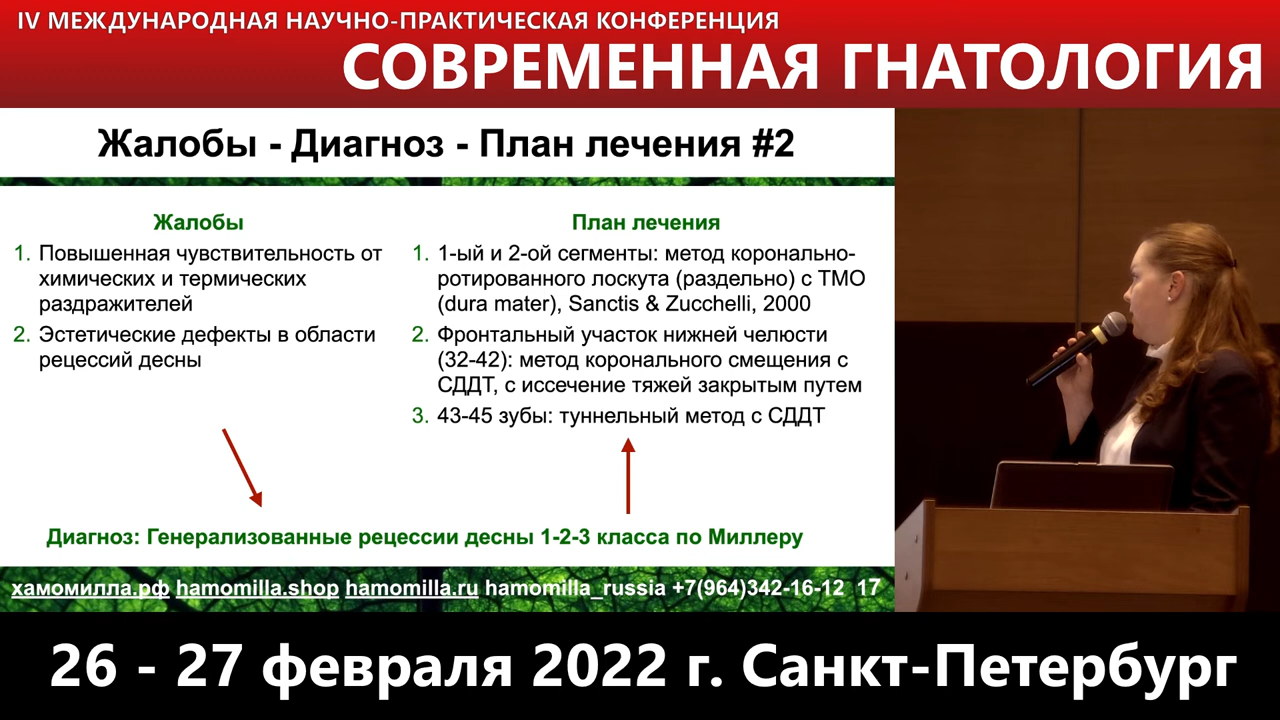 IV МЕЖДУНАРОДНАЯ НАУЧНО-ПРАКТИЧЕСКАЯ КОНФЕРЕНЦИЯ
СОВРЕМЕННАЯ ГНАТОЛОГИЯ
Жалобы - Диагноз - План лечения #2
Жалобы
1. Повышенная чувствительность от
химических и термических
раздражителей
2. Эстетические дефекты в области
рецессий десны
План лечения
1. 1-ый и 2-ой сегменты: метод коронально-
ротированного лоскута (раздельно) с ТМО
(dura mater), Sanctis & Zucchelli, 2000
2. Фронтальный участок нижней челюсти
(32-42): метод коронального смещения с
СДДТ, с иссечение тяжей закрытым путем
3. 43-45 зубы: туннельный метод с СДДТ
Диагноз: Генерализованные рецессии десны 1-2-3 класса по Миллеру
хамомилла.рф hamomilla.shop hamomilla.ru hamomilla_russia +7(964)342-16-12 17
26 - 27 февраля 2022 г. Санкт-Петербург